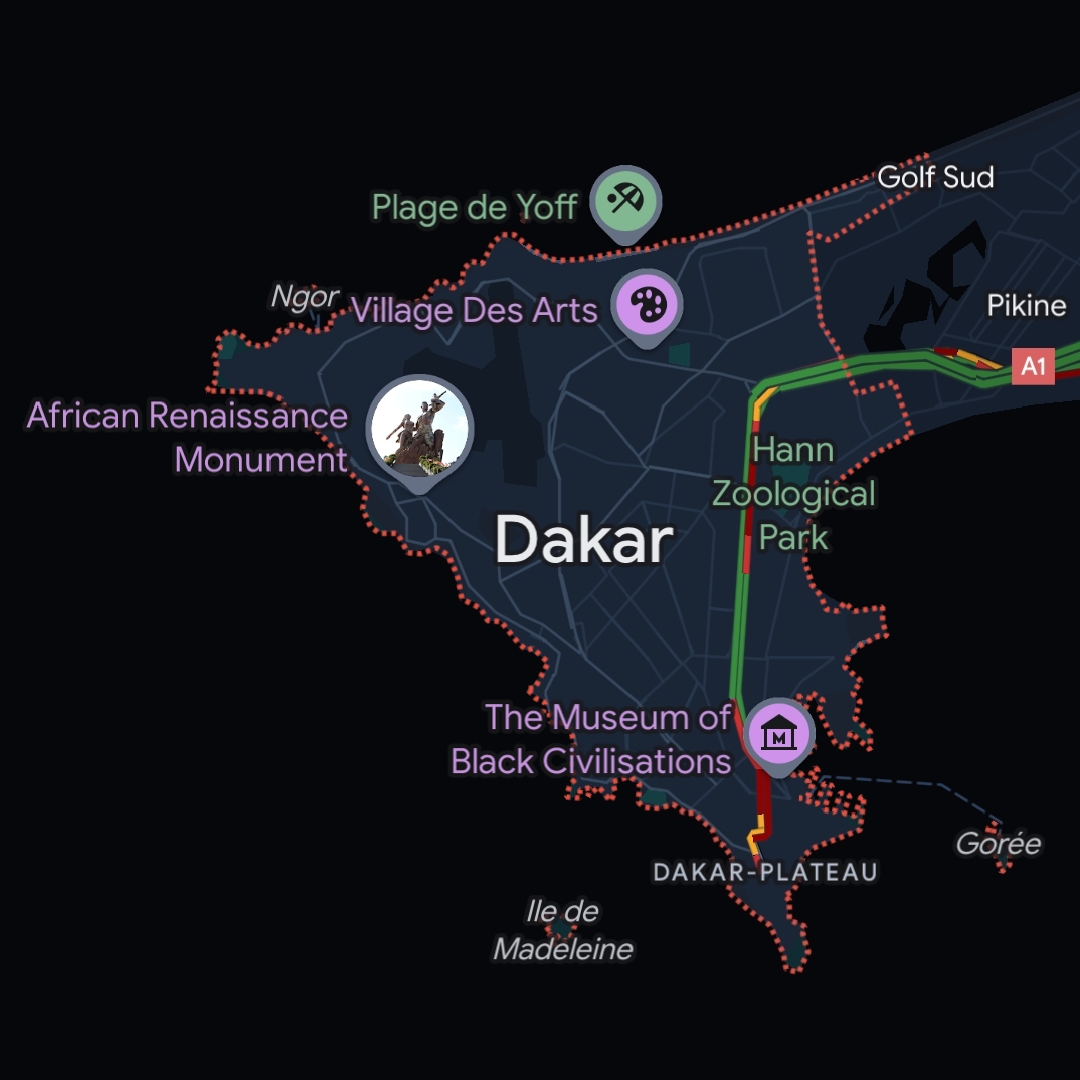 Golf Sud
Plage de Yoff
Ngor
Village Des Arts
Pikine
A1
African Renaissance
Monument
Hann
Zoological
Park
Dakar
The Museum of
Black Civilisations
M
Gorée
DAKAR-PLATEAU
Ile de
Madeleine